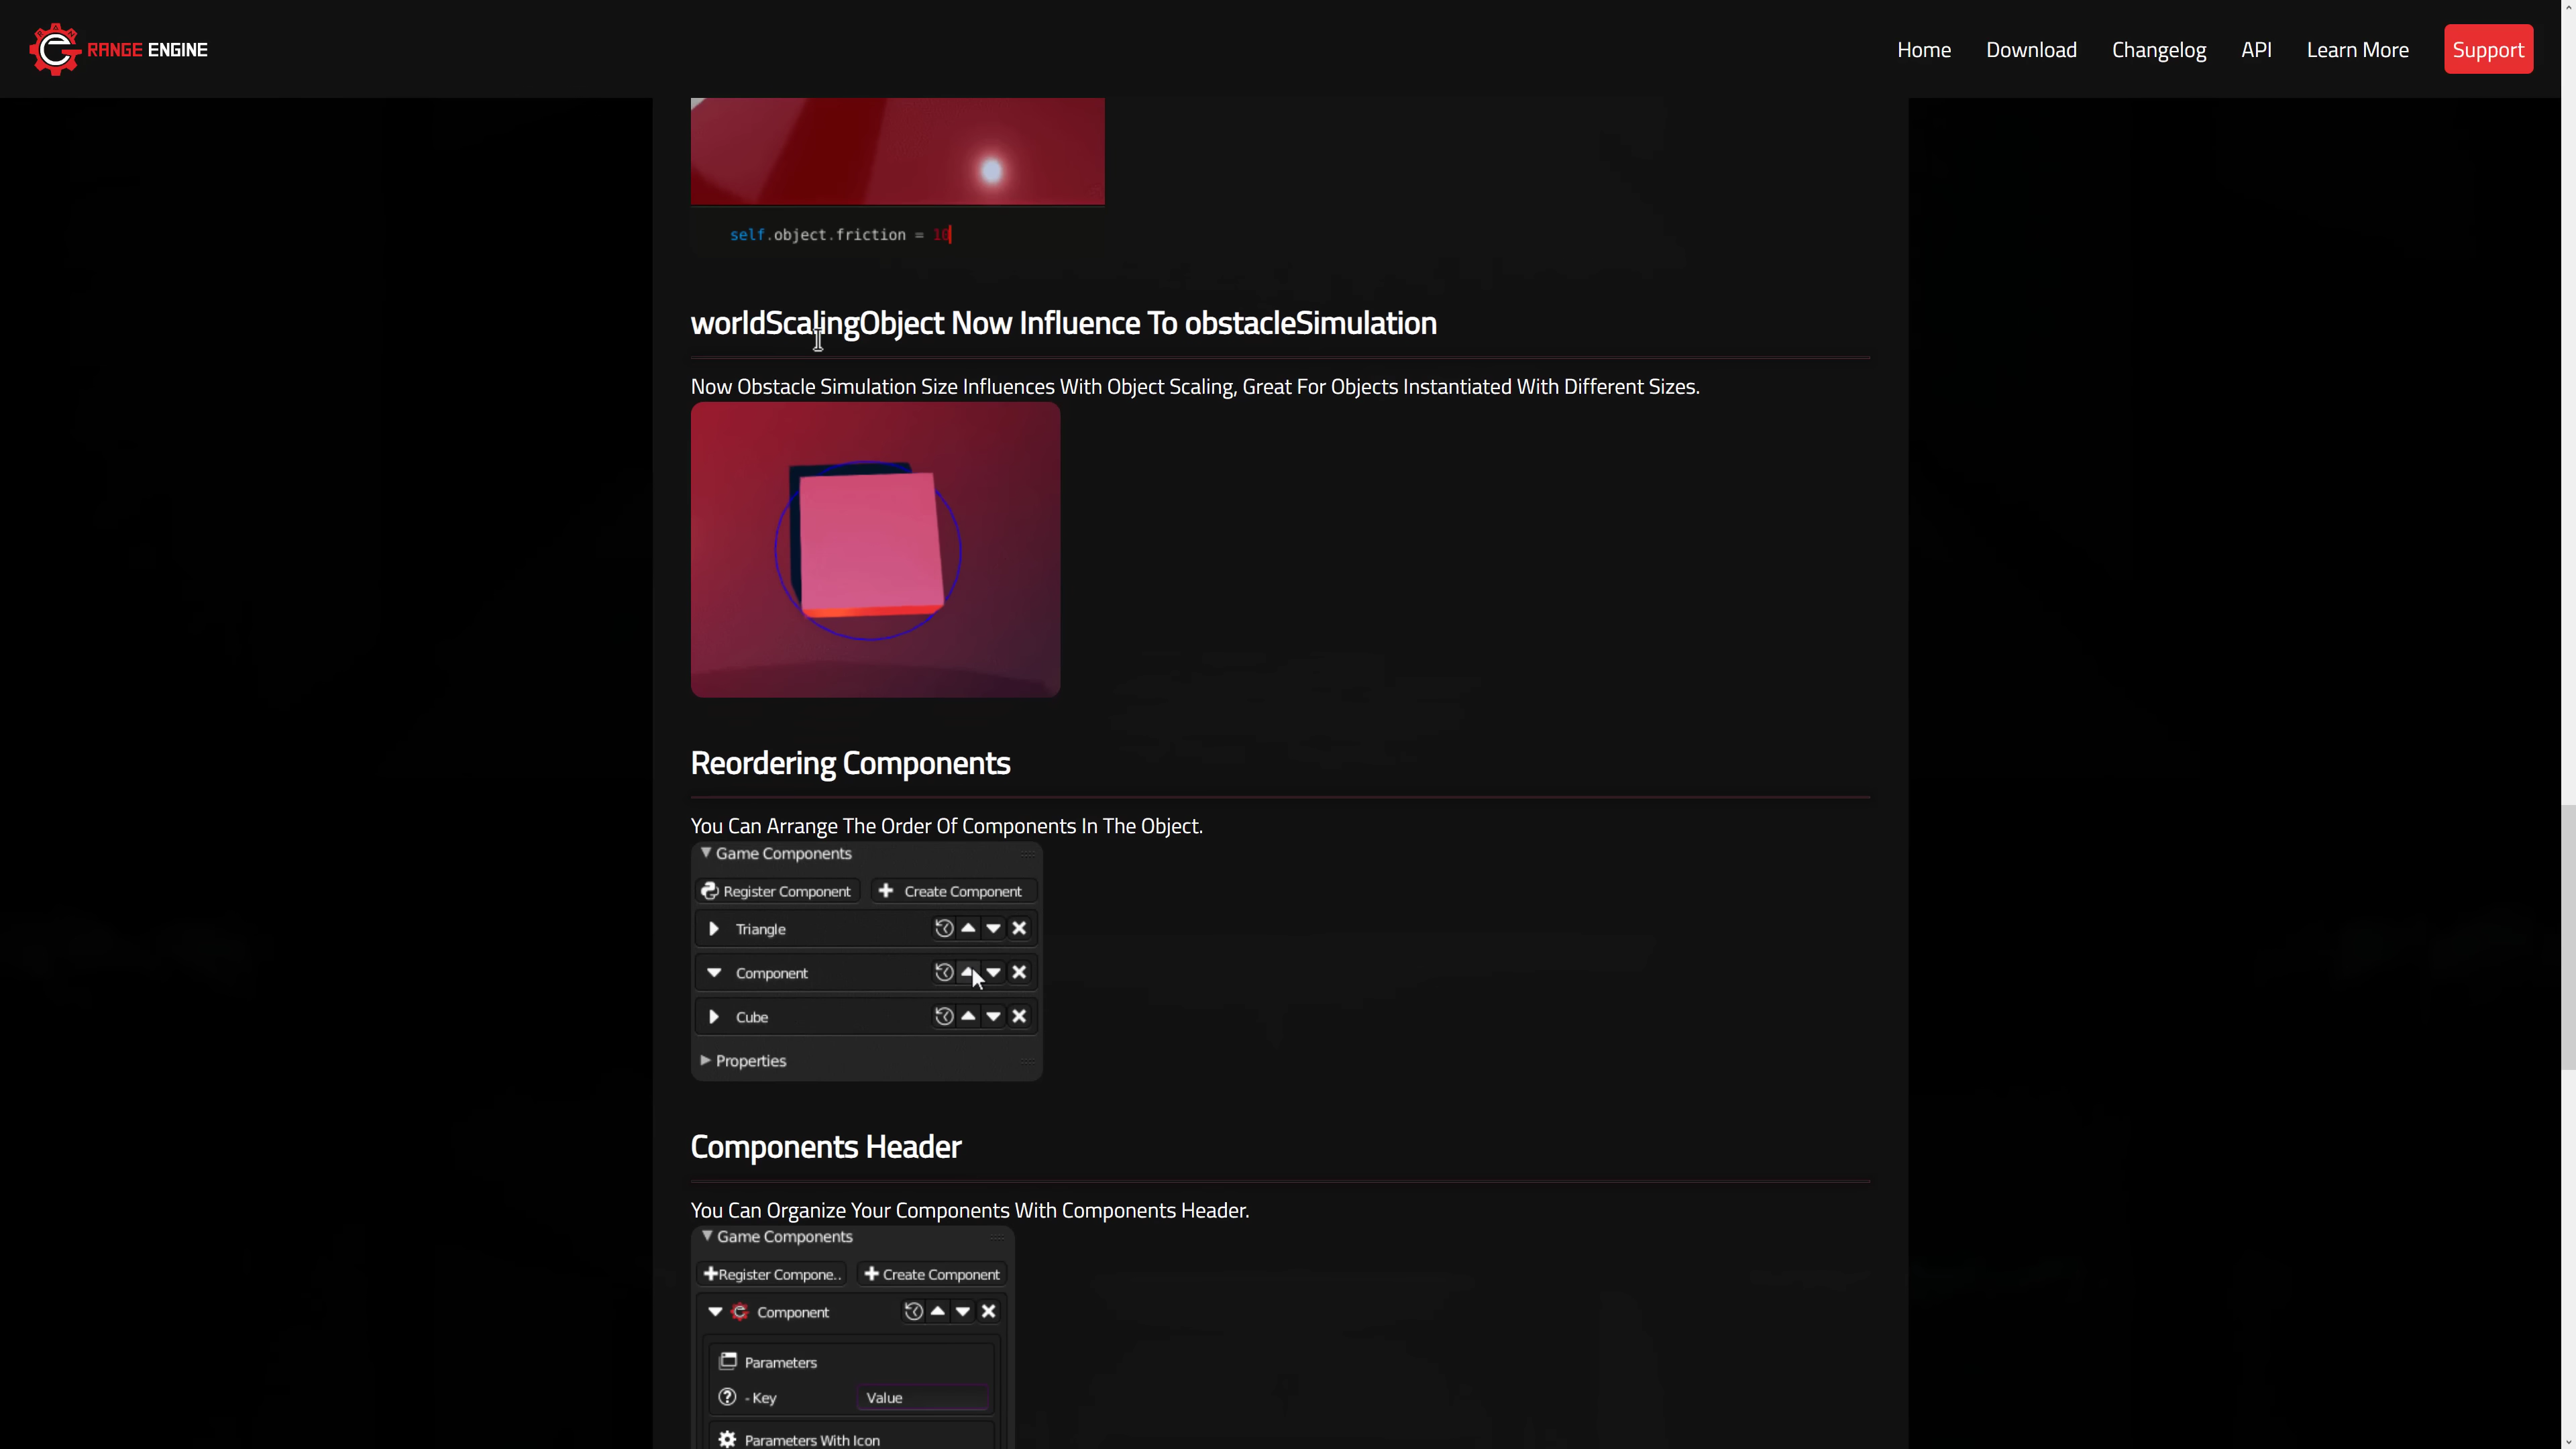 RANGE ENGINE
Home Download Changelog API Learn More Support
self.object.friction = 10
worldScalingObject Now Influence To obstacleSimulation
Now Obstacle Simulation Size Influences With Object Scaling, Great For Objects Instantiated With Different Sizes.
Reordering Components
You Can Arrange The Order Of Components In The Object.
Game Components
Register Component Create Component
Triangle
Component
Cube
Properties
Components Header
You Can Organize Your Components With Components Header.
Game Components
Register Compone.. Create Component
Component
Parameters
- Key Value
Parameters With Icon